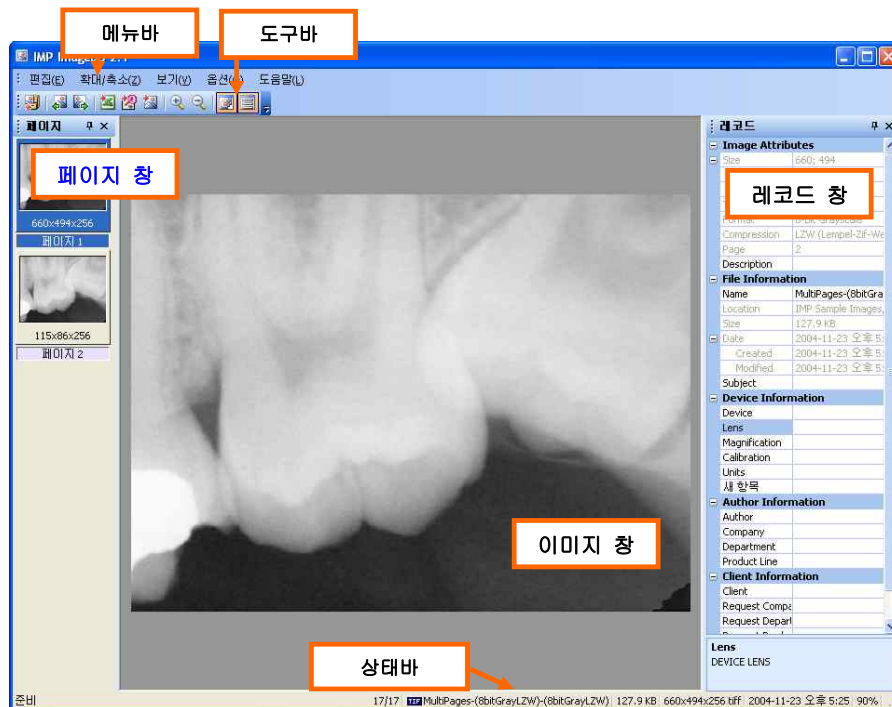 메뉴바
도구바
편집(E) 확대/축소(Z) 보기(V) 옵션 도움말(L)
페이지
페이지 창
660x494x256
페이지 1
115x86x256
페이지 2
이미지 창
레코드
레코드 창
Image Attributes
Size 660; 494
Compression LZW (Lempel-Zif-We
Page 2
Description
File Information
Name MultiPages-(8bitGra
Location IMP Sample Images,
Size 127.9 KB
Date 2004-11-23 오후 5:
Created 2004-11-23 오후 5:
Modified 2004-11-23 오후 5:
Subject
Device Information
Device
Lens
Magnification
Calibration
Units
새 항목
Author Information
Author
Company
Department
Product Line
Client Information
Client
Request Compa
Request Depart
Lens
DEVICE LENS
상태바
준비 17/17 TIF MultiPages-(8bitGrayLZW)-(8bitGrayLZW) 127.9 KB 660x494x256 tiff 2004-11-23 오후 5:25 90%